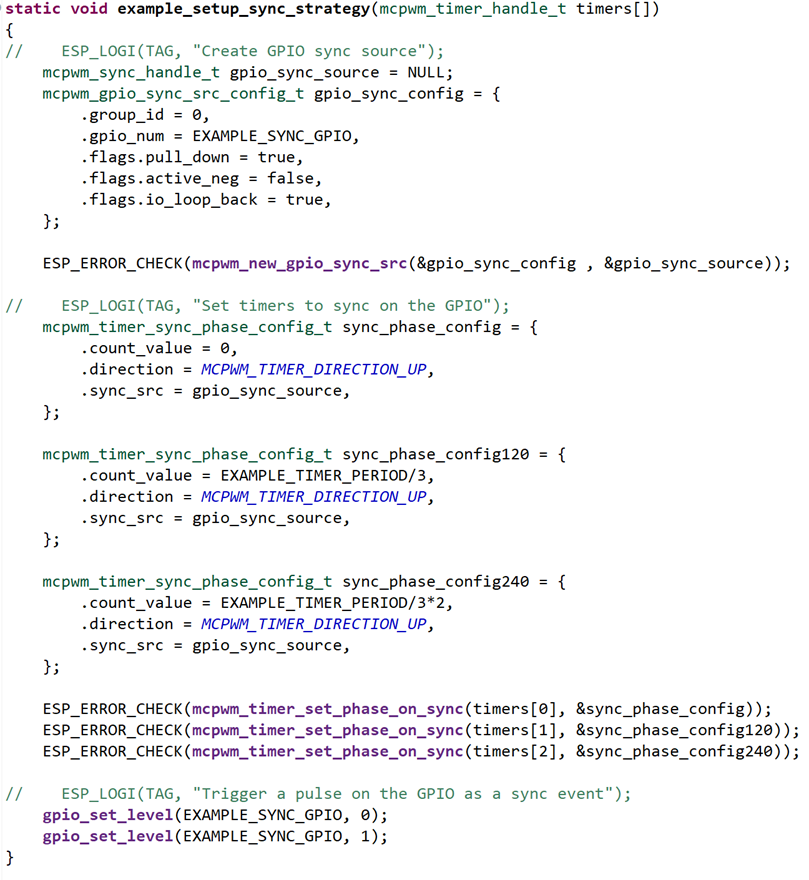 static void example_setup_sync_strategy(mcpwm_timer_handle_t timers[])
{
//    ESP_LOGI(TAG, "Create GPIO sync source");
    mcpwm_sync_handle_t gpio_sync_source = NULL;
    mcpwm_gpio_sync_src_config_t gpio_sync_config = {
        .group_id = 0,
        .gpio_num = EXAMPLE_SYNC_GPIO,
        .flags.pull_down = true,
        .flags.active_neg = false,
        .flags.io_loop_back = true,
    };
    ESP_ERROR_CHECK(mcpwm_new_gpio_sync_src(&gpio_sync_config , &gpio_sync_source));
//    ESP_LOGI(TAG, "Set timers to sync on the GPIO");
    mcpwm_timer_sync_phase_config_t sync_phase_config = {
        .count_value = 0,
        .direction = MCPWM_TIMER_DIRECTION_UP,
        .sync_src = gpio_sync_source,
    };
    mcpwm_timer_sync_phase_config_t sync_phase_config120 = {
        .count_value = EXAMPLE_TIMER_PERIOD/3,
        .direction = MCPWM_TIMER_DIRECTION_UP,
        .sync_src = gpio_sync_source,
    };
    mcpwm_timer_sync_phase_config_t sync_phase_config240 = {
        .count_value = EXAMPLE_TIMER_PERIOD/3*2,
        .direction = MCPWM_TIMER_DIRECTION_UP,
        .sync_src = gpio_sync_source,
    };
    ESP_ERROR_CHECK(mcpwm_timer_set_phase_on_sync(timers[0], &sync_phase_config));
    ESP_ERROR_CHECK(mcpwm_timer_set_phase_on_sync(timers[1], &sync_phase_config120));
    ESP_ERROR_CHECK(mcpwm_timer_set_phase_on_sync(timers[2], &sync_phase_config240));
//    ESP_LOGI(TAG, "Trigger a pulse on the GPIO as a sync event");
    gpio_set_level(EXAMPLE_SYNC_GPIO, 0);
    gpio_set_level(EXAMPLE_SYNC_GPIO, 1);
}